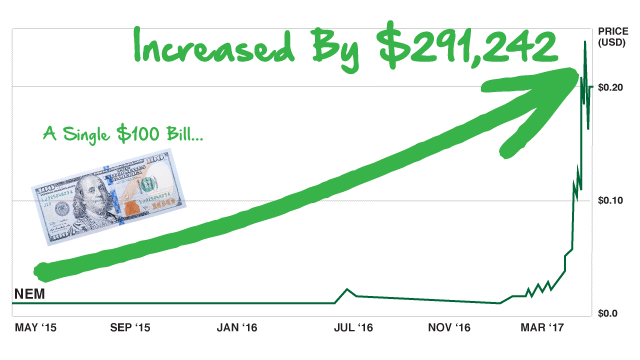 Increased By $291,242
PRICE
(USD)
$0.20
A Single $100 Bill...
$0.10
NEM
$0.0
MAY ‘15 SEP ‘15 JAN ‘16 JUL ‘16 NOV ‘16 MAR ‘17